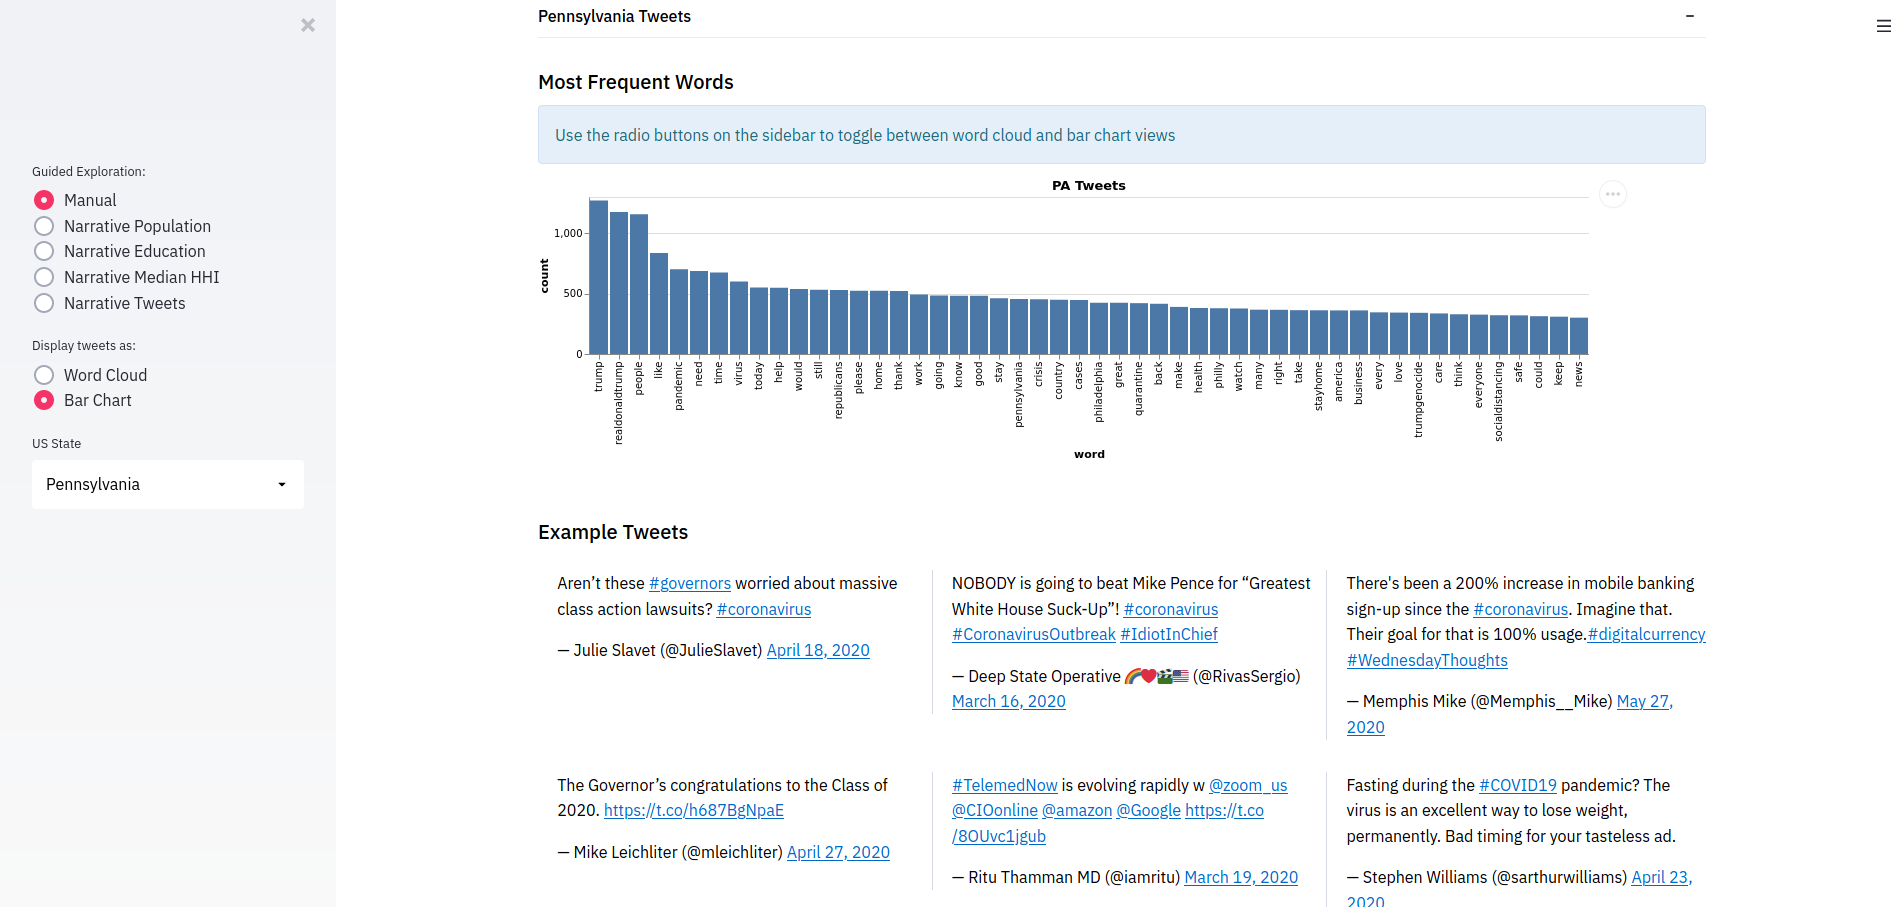 ×
Guided Exploration:
Manual
Narrative Population
Narrative Education
Narrative Median HHI
Narrative Tweets
Display tweets as:
Word Cloud
Bar Chart
US State
Pennsylvania
Pennsylvania Tweets
Most Frequent Words
Use the radio buttons on the sidebar to toggle between word cloud and bar chart views
PA Tweets
count
1,000
500
0
trump
realdonaldtrump
people
like
pandemic
need
time
virus
today
help
would
still
republicans
please
home
thank
work
going
know
good
stay
pennsylvania
crisis
country
cases
philadelphia
great
quarantine
back
make
health
philly
watch
many
right
take
stayhome
america
business
every
love
trumpgenocide
care
think
everyone
socialdistancing
safe
could
keep
news
word
Example Tweets
Aren’t these #governors worried about massive
class action lawsuits? #coronavirus
— Julie Slavet (@JulieSlavet) April 18, 2020
NOBODY is going to beat Mike Pence for “Greatest
White House Suck-Up”! #coronavirus
#CoronavirusOutbreak #IdiotInChief
— Deep State Operative 🌈❤️🎬🇺🇸 (@RivasSergio)
March 16, 2020
There's been a 200% increase in mobile banking
sign-up since the #coronavirus. Imagine that.
Their goal for that is 100% usage.#digitalcurrency
#WednesdayThoughts
— Memphis Mike (@Memphis__Mike) May 27,
2020
The Governor’s congratulations to the Class of
2020. https://t.co/h687BgNpaE
— Mike Leichliter (@mleichliter) April 27, 2020
#TelemedNow is evolving rapidly w @zoom_us
@CIOonline @amazon @Google https://t.co
/8OUvc1jgub
— Ritu Thamman MD (@iamritu) March 19, 2020
Fasting during the #COVID19 pandemic? The
virus is an excellent way to lose weight,
permanently. Bad timing for your tasteless ad.
— Stephen Williams (@sarthurwilliams) April 23,
2020